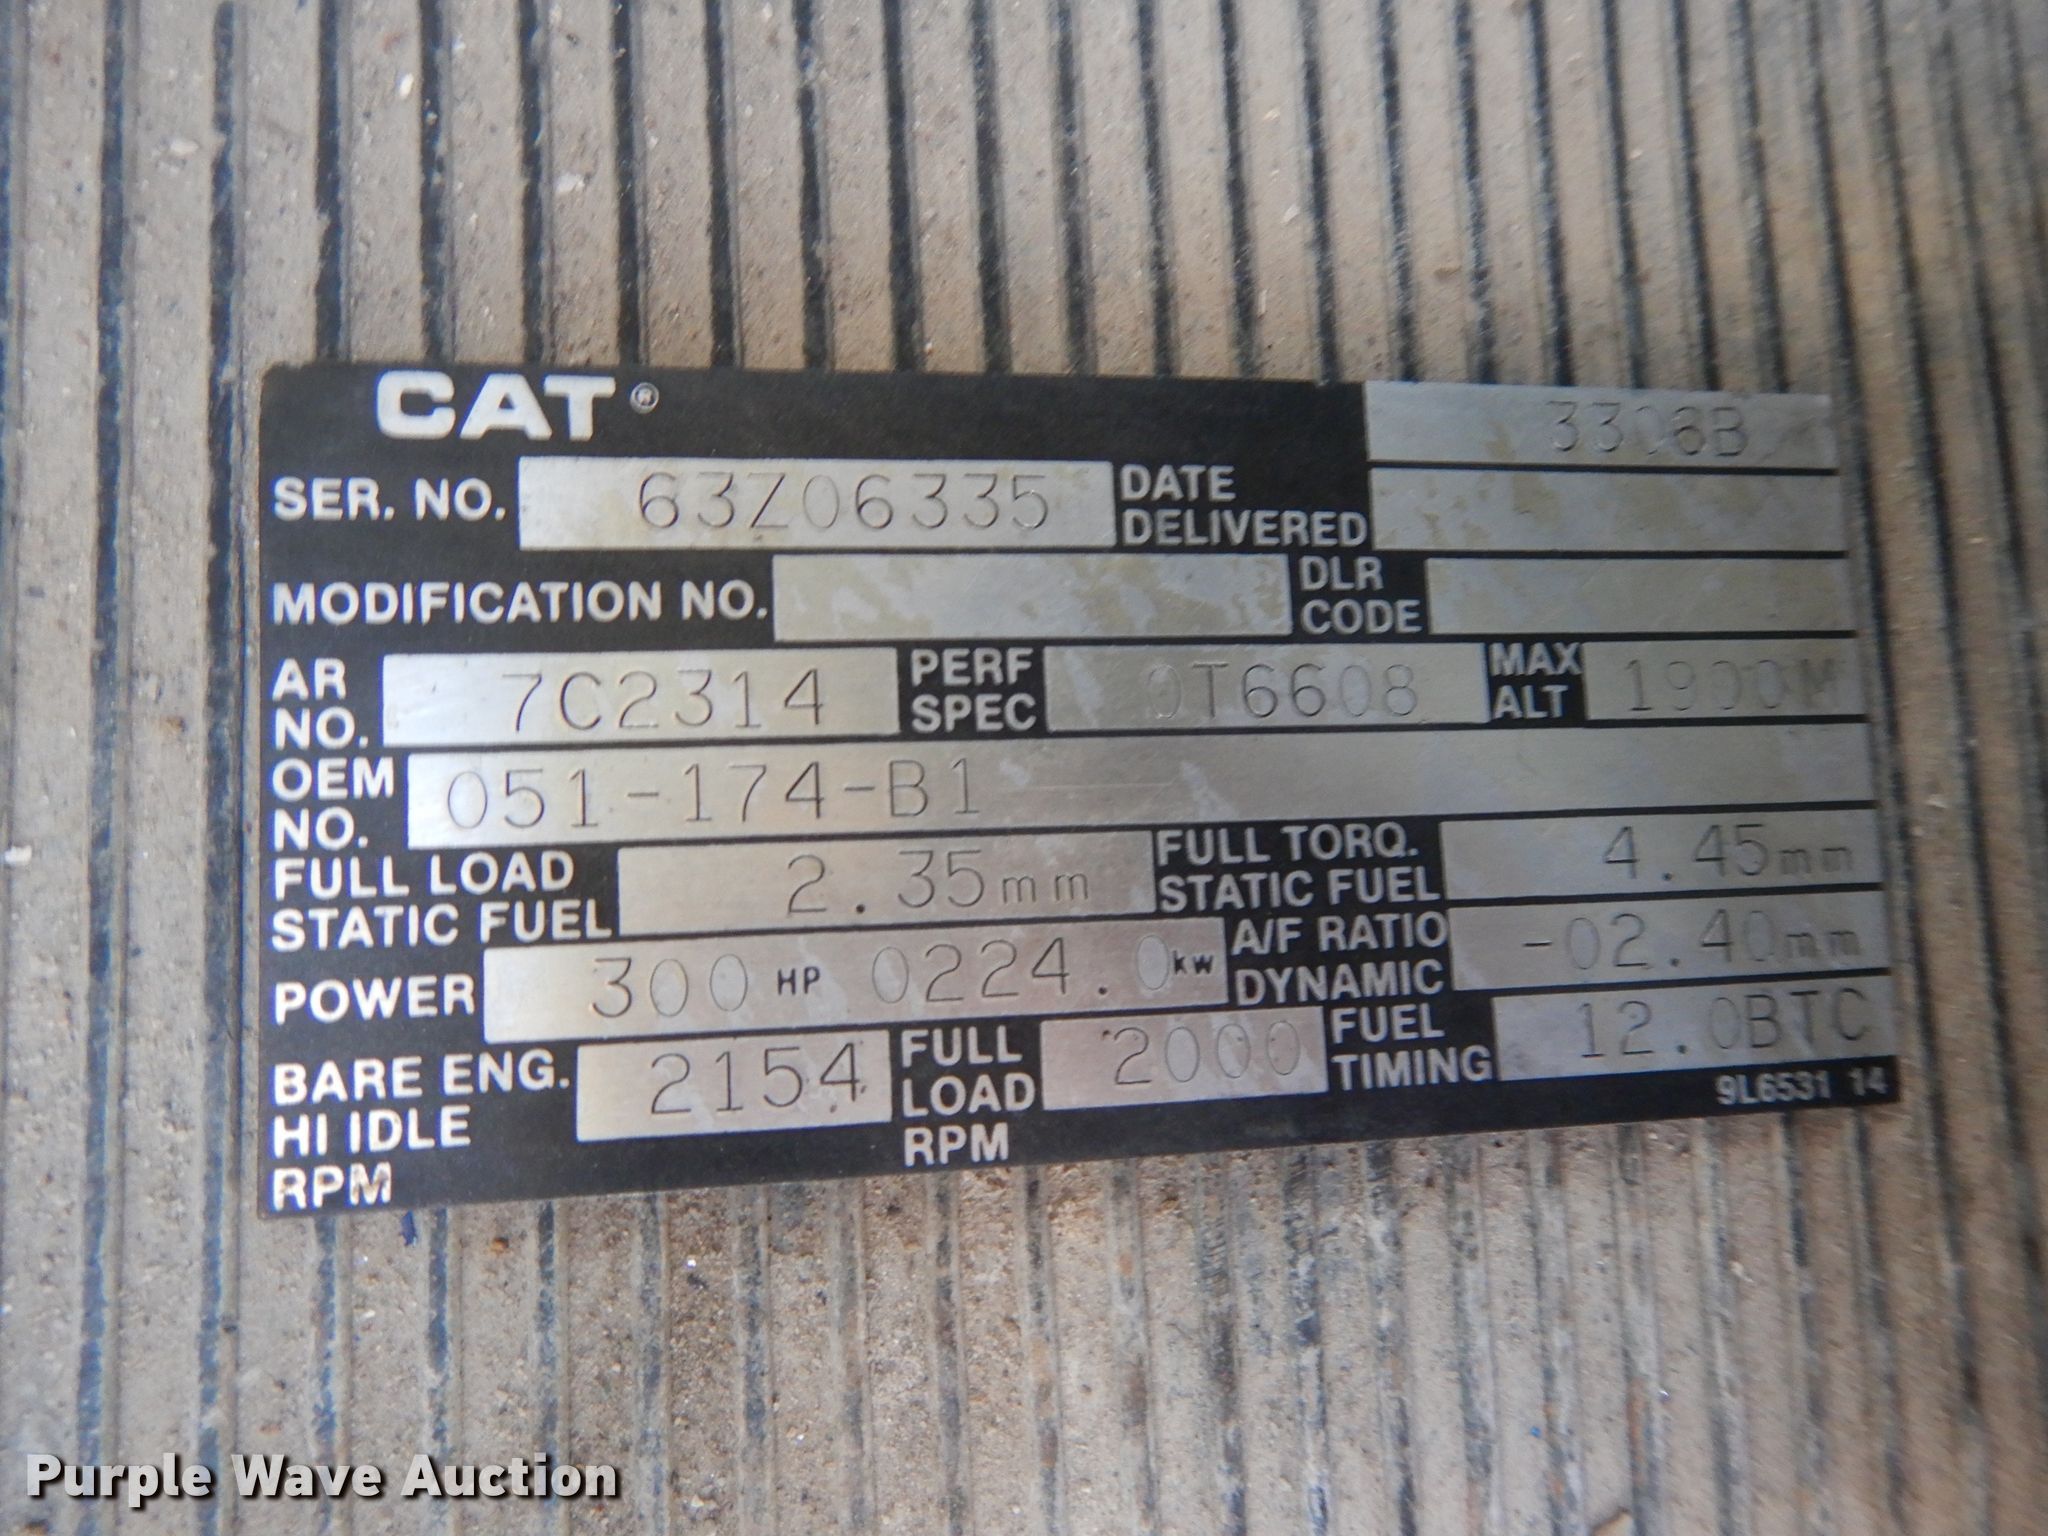 CAT® 3306B
SER. NO. 63Z06335 DATE DELIVERED
MODIFICATION NO. DLR CODE
AR NO. 7C2314 PERF SPEC 0T6608 MAX ALT 1900M
OEM NO. 051-174-B1
FULL LOAD STATIC FUEL 2.35mm FULL TORQ. STATIC FUEL 4.45mm
POWER 300 HP 0224.0 kw A/F RATIO DYNAMIC -02.40mm
BARE ENG. HI IDLE RPM 2154 FULL LOAD RPM 2000 FUEL TIMING 12.0BTC
9L6531 14
Purple Wave Auction